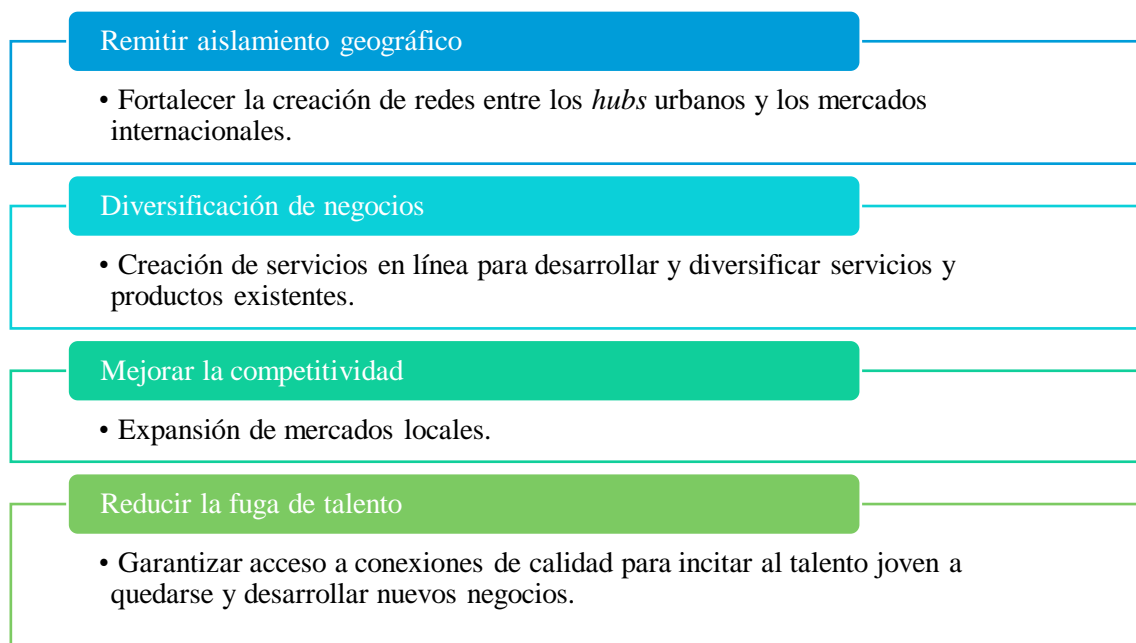 Remitir aislamiento geográfico
• Fortalecer la creación de redes entre los hubs urbanos y los mercados
internacionales.
Diversificación de negocios
• Creación de servicios en línea para desarrollar y diversificar servicios y
productos existentes.
Mejorar la competitividad
• Expansión de mercados locales.
Reducir la fuga de talento
• Garantizar acceso a conexiones de calidad para incitar al talento joven a
quedarse y desarrollar nuevos negocios.